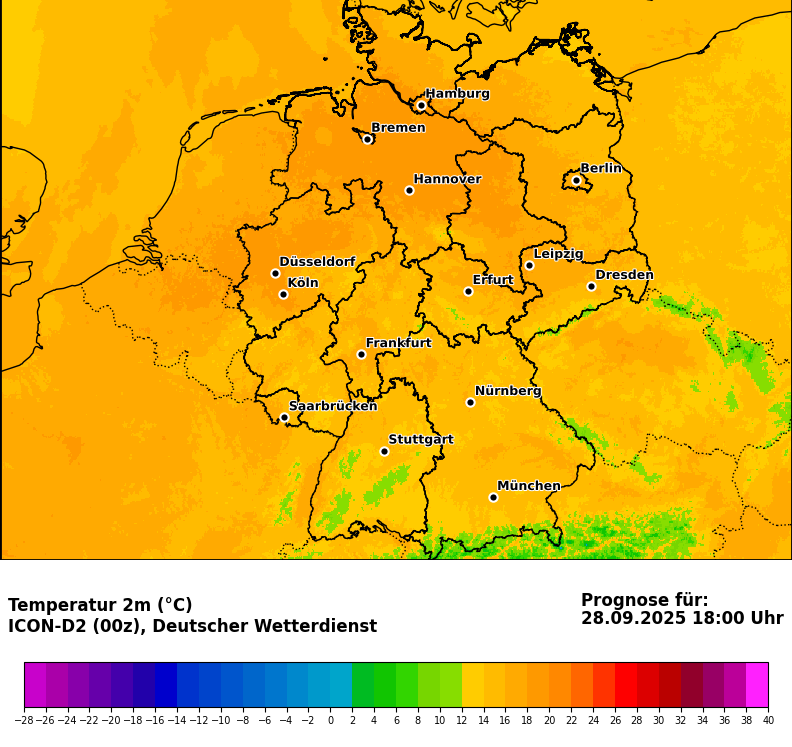 Hamburg
Bremen
Berlin
Hannover
Leipzig
Düsseldorf
Dresden
Köln
Erfurt
Frankfurt
Nürnberg
Saarbrücken
Stuttgart
München
Temperatur 2m (°C)
ICON-D2 (00z), Deutscher Wetterdienst
Prognose für:
28.09.2025 18:00 Uhr
−28 −26 −24 −22 −20 −18 −16 −14 −12 −10 −8 −6 −4 −2 0 2 4 6 8 10 12 14 16 18 20 22 24 26 28 30 32 34 36 38 40